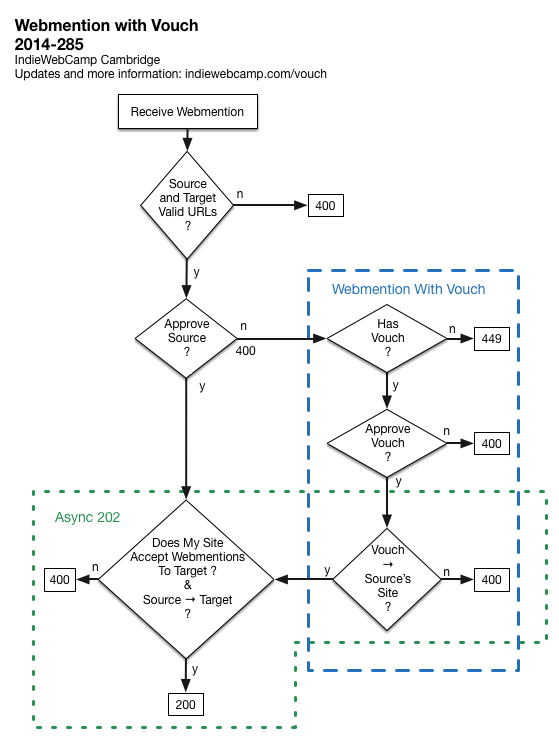 Webmention with Vouch
2014-285
IndieWebCamp Cambridge
Updates and more information: indiewebcamp.com/vouch
Receive Webmention
Source
and Target
Valid URLs
?
n
400
y
Webmention With Vouch
Approve
Source
?
n
400
Has
Vouch
?
n
449
y
y
Approve
Vouch
?
n
400
y
Async 202
Does My Site
Accept Webmentions
To Target ?
&
Source → Target
?
n
400
y
Vouch
→
Source's
Site
?
n
400
y
200